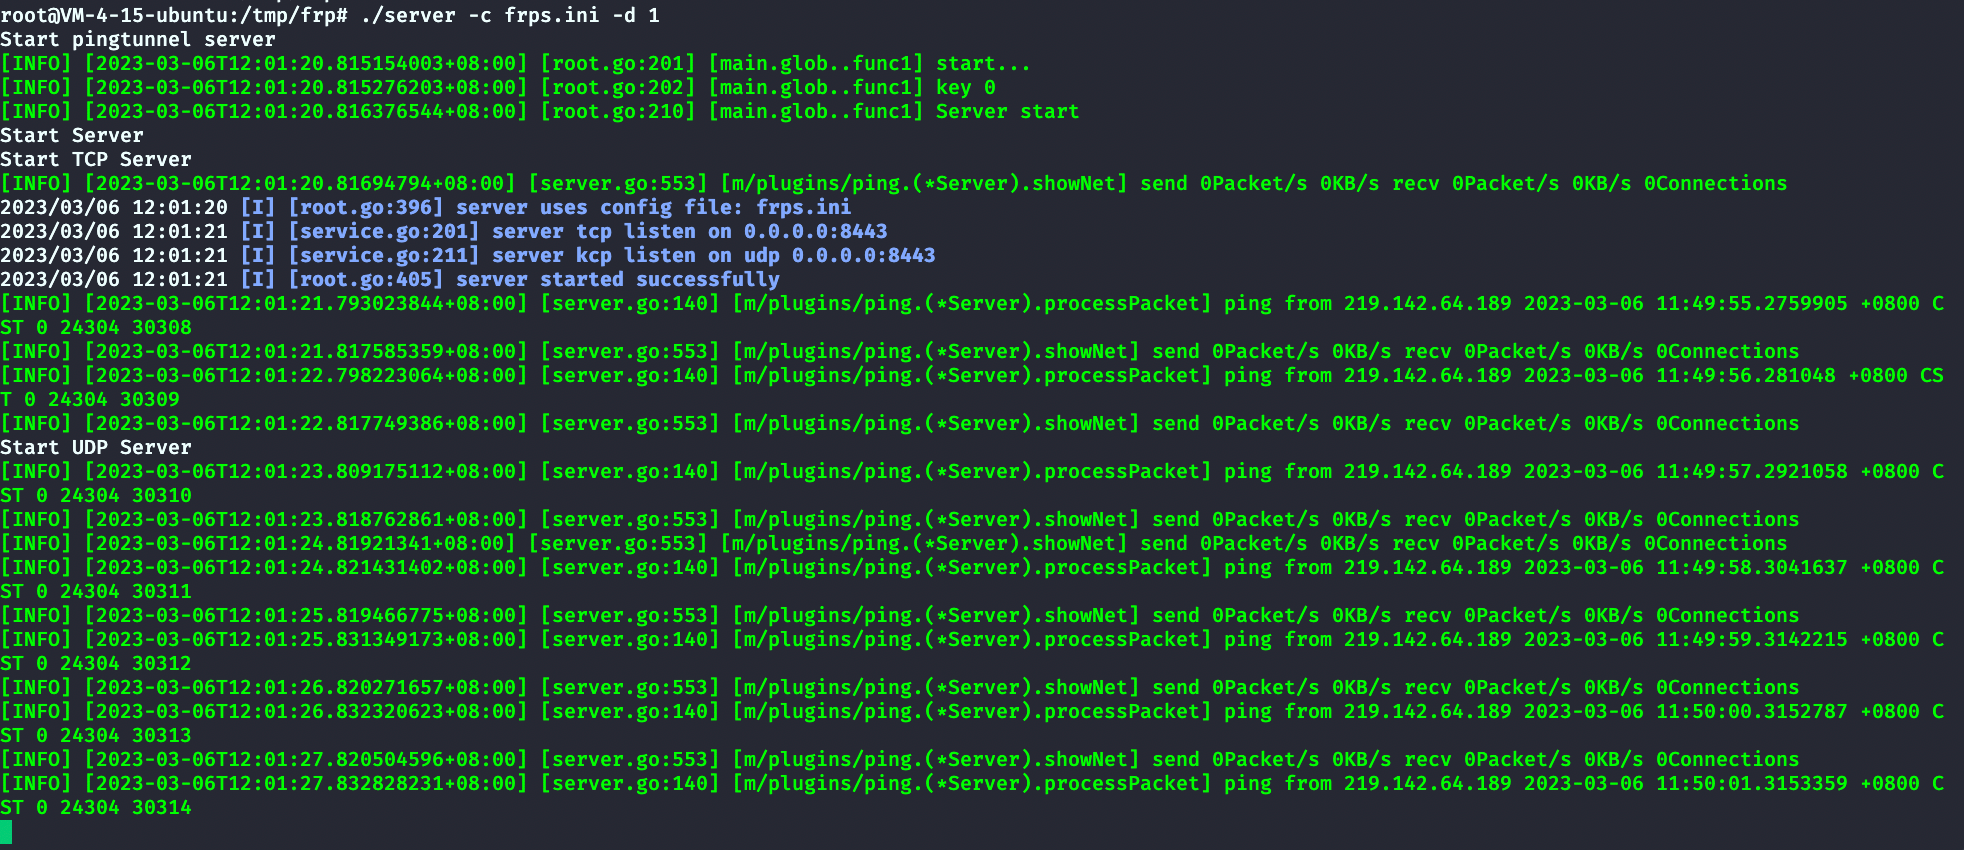 root@VM-4-15-ubuntu:/tmp/frp# ./server -c frps.ini -d 1
Start pingtunnel server
[INFO] [2023-03-06T12:01:20.815154003+08:00] [root.go:201] [main.glob..func1] start...
[INFO] [2023-03-06T12:01:20.815276203+08:00] [root.go:202] [main.glob..func1] key 0
[INFO] [2023-03-06T12:01:20.816376544+08:00] [root.go:210] [main.glob..func1] Server start
Start Server
Start TCP Server
[INFO] [2023-03-06T12:01:20.81694794+08:00] [server.go:553] [m/plugins/ping.(*Server).showNet] send 0Packet/s 0KB/s recv 0Packet/s 0KB/s 0Connections
2023/03/06 12:01:20 [I] [root.go:396] server uses config file: frps.ini
2023/03/06 12:01:21 [I] [service.go:201] server tcp listen on 0.0.0.0:8443
2023/03/06 12:01:21 [I] [service.go:211] server kcp listen on udp 0.0.0.0:8443
2023/03/06 12:01:21 [I] [root.go:405] server started successfully
[INFO] [2023-03-06T12:01:21.793023844+08:00] [server.go:140] [m/plugins/ping.(*Server).processPacket] ping from 219.142.64.189 2023-03-06 11:49:55.2759905 +0800 C
ST 0 24304 30308
[INFO] [2023-03-06T12:01:21.817585359+08:00] [server.go:553] [m/plugins/ping.(*Server).showNet] send 0Packet/s 0KB/s recv 0Packet/s 0KB/s 0Connections
[INFO] [2023-03-06T12:01:22.798223064+08:00] [server.go:140] [m/plugins/ping.(*Server).processPacket] ping from 219.142.64.189 2023-03-06 11:49:56.281048 +0800 CS
T 0 24304 30309
[INFO] [2023-03-06T12:01:22.817749386+08:00] [server.go:553] [m/plugins/ping.(*Server).showNet] send 0Packet/s 0KB/s recv 0Packet/s 0KB/s 0Connections
Start UDP Server
[INFO] [2023-03-06T12:01:23.809175112+08:00] [server.go:140] [m/plugins/ping.(*Server).processPacket] ping from 219.142.64.189 2023-03-06 11:49:57.2921058 +0800 C
ST 0 24304 30310
[INFO] [2023-03-06T12:01:23.818762861+08:00] [server.go:553] [m/plugins/ping.(*Server).showNet] send 0Packet/s 0KB/s recv 0Packet/s 0KB/s 0Connections
[INFO] [2023-03-06T12:01:24.81921341+08:00] [server.go:553] [m/plugins/ping.(*Server).showNet] send 0Packet/s 0KB/s recv 0Packet/s 0KB/s 0Connections
[INFO] [2023-03-06T12:01:24.821431402+08:00] [server.go:140] [m/plugins/ping.(*Server).processPacket] ping from 219.142.64.189 2023-03-06 11:49:58.3041637 +0800 C
ST 0 24304 30311
[INFO] [2023-03-06T12:01:25.819466775+08:00] [server.go:553] [m/plugins/ping.(*Server).showNet] send 0Packet/s 0KB/s recv 0Packet/s 0KB/s 0Connections
[INFO] [2023-03-06T12:01:25.831349173+08:00] [server.go:140] [m/plugins/ping.(*Server).processPacket] ping from 219.142.64.189 2023-03-06 11:49:59.3142215 +0800 C
ST 0 24304 30312
[INFO] [2023-03-06T12:01:26.820271657+08:00] [server.go:553] [m/plugins/ping.(*Server).showNet] send 0Packet/s 0KB/s recv 0Packet/s 0KB/s 0Connections
[INFO] [2023-03-06T12:01:26.832320623+08:00] [server.go:140] [m/plugins/ping.(*Server).processPacket] ping from 219.142.64.189 2023-03-06 11:50:00.3152787 +0800 C
ST 0 24304 30313
[INFO] [2023-03-06T12:01:27.820504596+08:00] [server.go:553] [m/plugins/ping.(*Server).showNet] send 0Packet/s 0KB/s recv 0Packet/s 0KB/s 0Connections
[INFO] [2023-03-06T12:01:27.832828231+08:00] [server.go:140] [m/plugins/ping.(*Server).processPacket] ping from 219.142.64.189 2023-03-06 11:50:01.3153359 +0800 C
ST 0 24304 30314